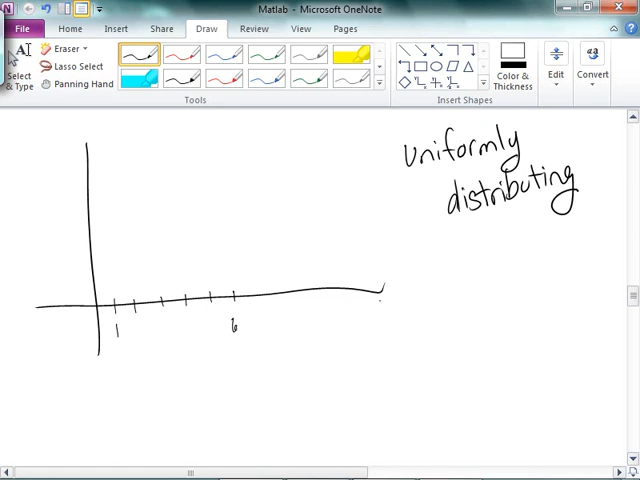 Matlab - Microsoft OneNote
File Home Insert Share Draw Review View Pages
Select & Type
Eraser
Lasso Select
Panning Hand
Tools
Insert Shapes
Color & Thickness
Edit
Convert
uniformly
distributing
1 6